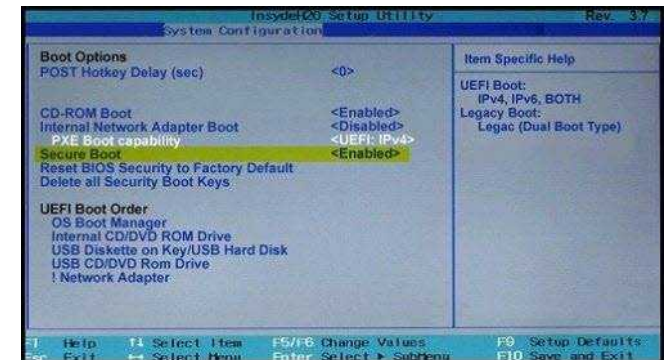 InsydeH20 Setup Utility Rev. 3.7
System Configuration
Boot Options
POST Hotkey Delay (sec) <0>
CD-ROM Boot <Enabled>
Internal Network Adapter Boot <Disabled>
PXE Boot capability <UEFI: IPv4>
Secure Boot <Enabled>
Reset BIOS Security to Factory Default
Delete all Security Boot Keys
UEFI Boot Order
OS Boot Manager
Internal CD/DVD ROM Drive
USB Diskette on Key/USB Hard Disk
USB CD/DVD Rom Drive
! Network Adapter
Item Specific Help
UEFI Boot:
IPv4, IPv6, BOTH
Legacy Boot:
Legac (Dual Boot Type)
F1 Help ↑↓ Select Item F5/F6 Change Values F9 Setup Defaults
Esc Exit ↔ Select Menu Enter Select ▶ SubMenu F10 Save and Exit